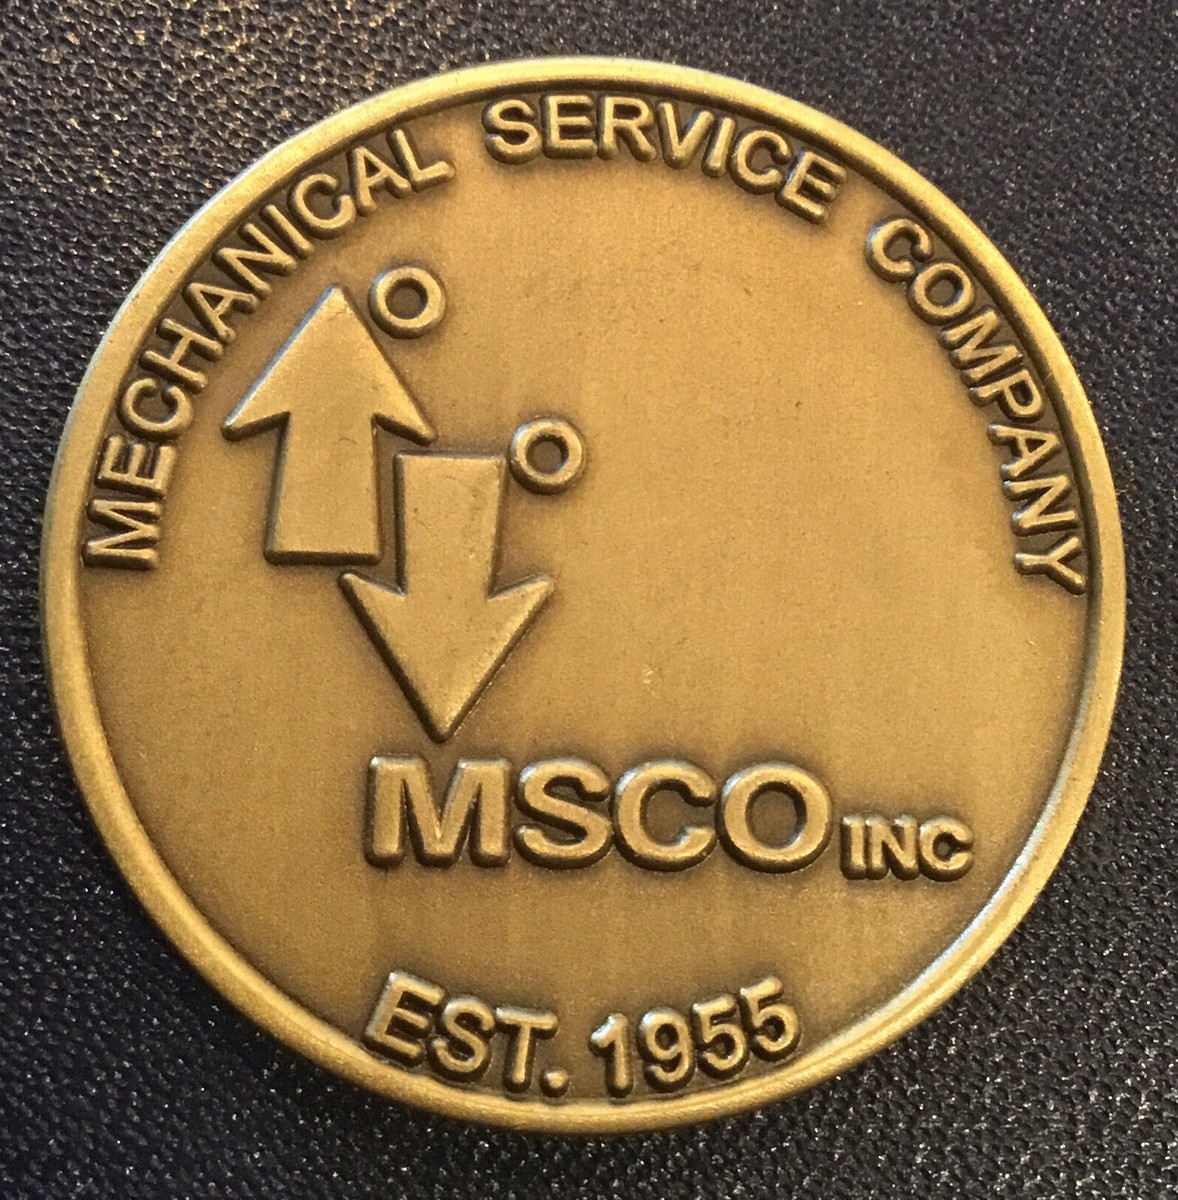 MECHANICAL SERVICE COMPANY
MSCO INC
EST. 1955